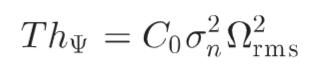 Th_Ψ = C_0 σ_n^2 Ω_rms^2